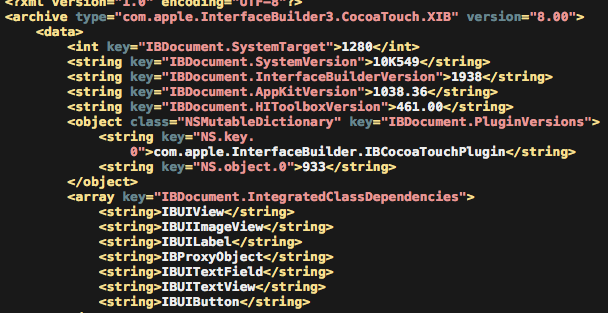 <?xml version="1.0" encoding="UTF-8"?>
<archive type="com.apple.InterfaceBuilder3.CocoaTouch.XIB" version="8.00">
<data>
<int key="IBDocument.SystemTarget">1280</int>
<string key="IBDocument.SystemVersion">10K549</string>
<string key="IBDocument.InterfaceBuilderVersion">1938</string>
<string key="IBDocument.AppKitVersion">1038.36</string>
<string key="IBDocument.HIToolboxVersion">461.00</string>
<object class="NSMutableDictionary" key="IBDocument.PluginVersions">
<string key="NS.key.
0">com.apple.InterfaceBuilder.IBCocoaTouchPlugin</string>
<string key="NS.object.0">933</string>
</object>
<array key="IBDocument.IntegratedClassDependencies">
<string>IBUIView</string>
<string>IBUIImageView</string>
<string>IBUILabel</string>
<string>IBProxyObject</string>
<string>IBUITextField</string>
<string>IBUITextView</string>
<string>IBUIButton</string>